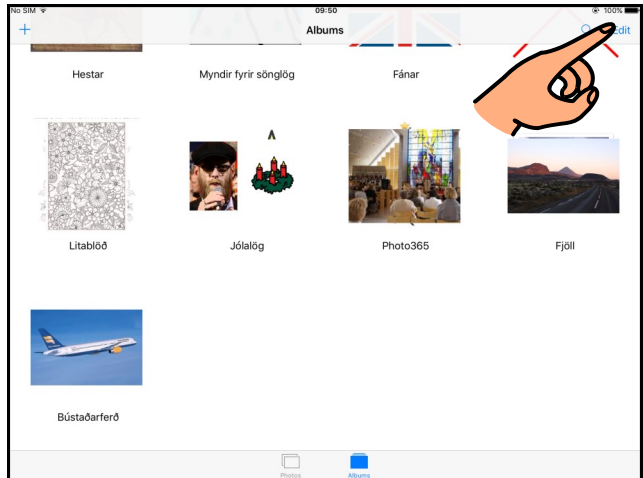 No SIM 09:50 100%
+ Albums Edit
Hestar Myndir fyrir sönglög Fánar
Litablöð Jólalög Photo365 Fjöll
Bústaðarferð
Photos Albums